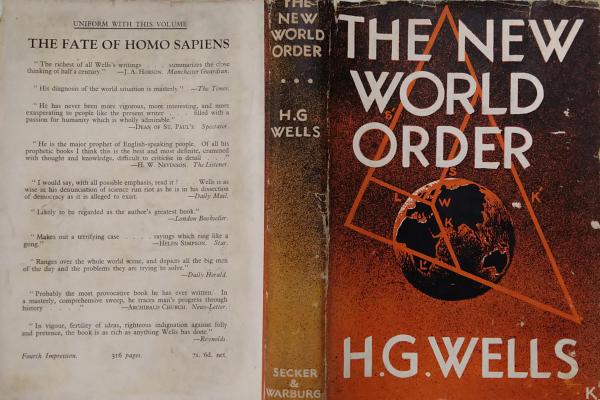 UNIFORM WITH THIS VOLUME
THE FATE OF HOMO SAPIENS
"The richest of all Wells's writings . . . . summarizes the close
thinking of half a century." —J. A. HOBSON. Manchester Guardian.
"His diagnosis of the world situation is masterly" —The Times.
"He has never been more vigorous, more interesting, and more
exasperating to people like the present writer . . . . filled with a
passion for humanity which is wholly admirable."
—DEAN OF ST. PAUL'S. Spectator.
"He is the major prophet of English-speaking people. Of all his
prophetic books I think this is the best and most definite, crammed
with thought and knowledge, difficult to criticise in detail . . . ."
—H. W. NEVINSON. The Listener.
"I would say, with all possible emphasis, read it! . . Wells is as
wise in his denunciation of science run riot as he is in his dissection
of democracy as it is alleged to exist. —Daily Mail.
"Likely to be regarded as the author's greatest book."
—London Bookseller.
"Makes out a terrifying case . . . . . sayings which ring like a
gong." —HELEN SIMPSON. Star.
"Ranges over the whole world scene, and depicts all the big men
of the day and the problems they are trying to solve."
—Daily Herald.
"Probably the most provocative book he has ever written. In
a masterly, comprehensive sweep, he traces man's progress through
history . . . . ." —ARCHIBALD CHURCH. News-Letter.
"In vigour, fertility of ideas, righteous indignation against folly
and pretence, the book is as rich as anything Wells has done."
—Reynolds.
Fourth Impression. 316 pages. 7s. 6d. net.
THE
NEW
WORLD
ORDER
H.G
WELLS
SECKER
&
WARBURG
THE NEW
WORLD
ORDER
&
S
L W K
L
H.G.WELLS
K